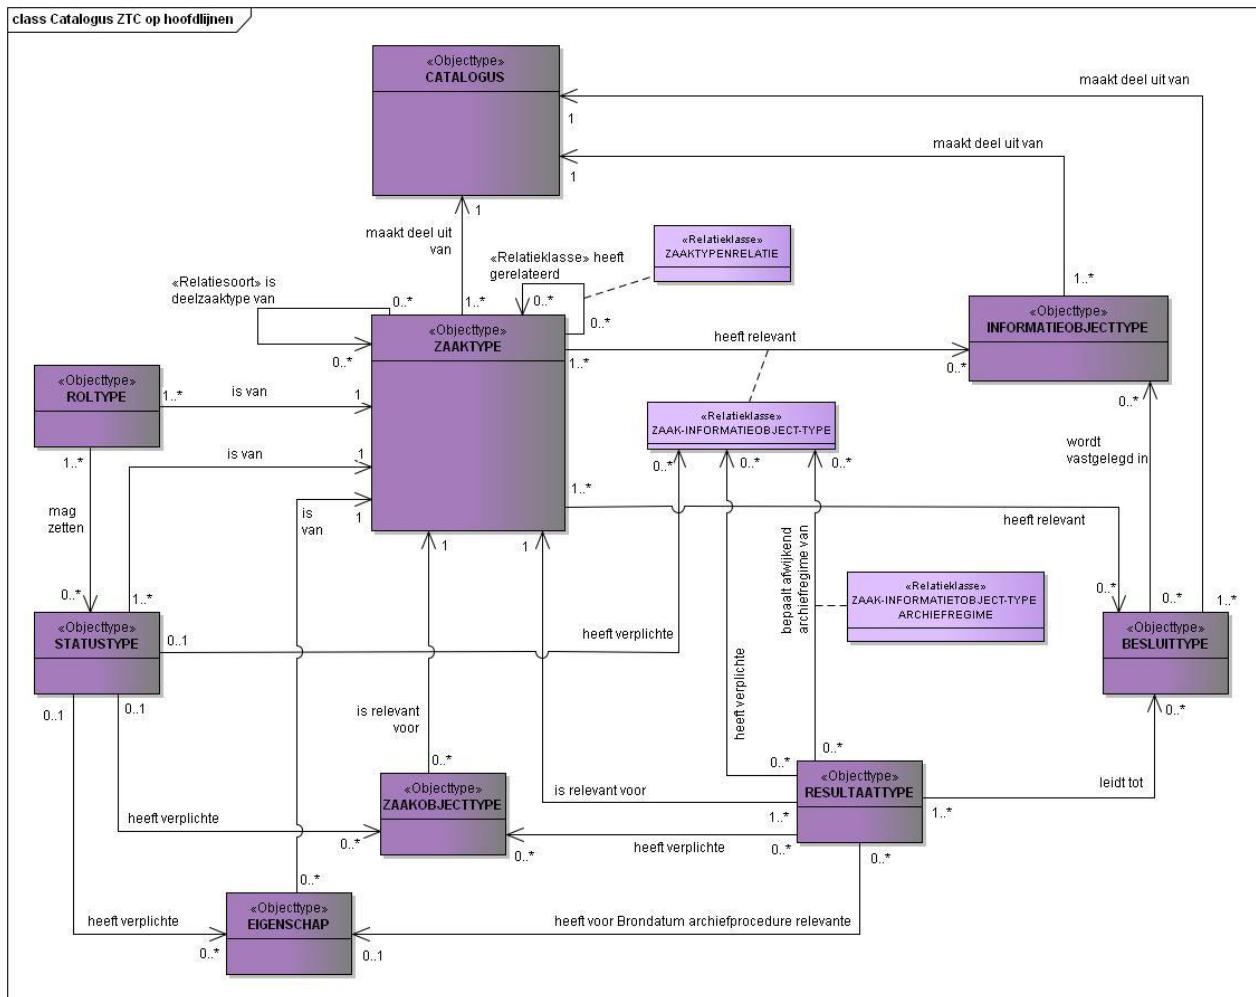 class Catalogus ZTC op hoofdlijnen
«Objecttype»
CATALOGUS
maakt deel uit van
1
maakt deel uit van
1
1
maakt deel uit
van
«Relatieklasse» heeft
gerelateerd
«Relatieklasse»
ZAAKTYPENRELATIE
«Relatiesoort» is
deelzaaktype van
0..*
1..*
0..*
0..*
0..*
«Objecttype»
ZAAKTYPE
1..*
heeft relevant
0..*
1..*
«Objecttype»
INFORMATIEOBJECTTYPE
«Objecttype»
ROLTYPE
1..*
is van
1
0..*
«Relatieklasse»
ZAAK-INFORMATIEOBJECT-TYPE
wordt
vastgelegd in
1..*
is van
1
0..*
0..*
0..*
mag
zetten
is
van
1
1..*
heeft relevant
1
1
bepaalt afwijkend
archiefregime van
«Relatieklasse»
ZAAK-INFORMATIETOBJECT-TYPE
ARCHIEFREGIME
0..*
1..*
0..*
0..*
1..*
«Objecttype»
STATUSTYPE
0..1
heeft verplichte
heeft verplichte
«Objecttype»
BESLUITTYPE
0..1
0..1
is relevant
voor
0..*
0..*
0..*
0..*
«Objecttype»
ZAAKOBJECTTYPE
is relevant voor
1..*
«Objecttype»
RESULTAATTYPE
leidt tot
1..*
heeft verplichte
0..*
0..*
heeft verplichte
0..*
0..*
0..*
«Objecttype»
EIGENSCHAP
heeft verplichte
0..*
heeft voor Brondatum archiefprocedure relevante
0..1